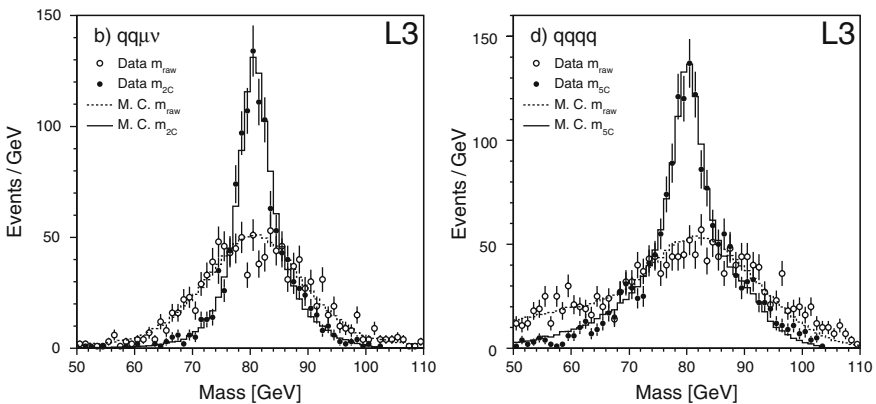 b) qqμν
L3
Data m_raw
Data m_2C
M. C. m_raw
M. C. m_2C
Events / GeV
150
100
50
0
50 60 70 80 90 100 110
Mass [GeV]
d) qqqq
L3
Data m_raw
Data m_5C
M. C. m_raw
M. C. m_5C
Events / GeV
150
100
50
0
50 60 70 80 90 100 110
Mass [GeV]